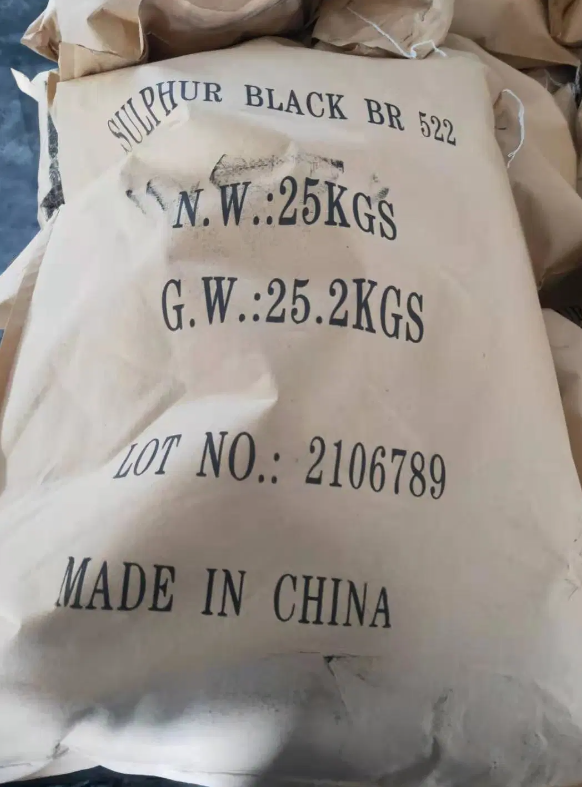 SULPHUR BLACK BR 522
N.W.:25KGS
G.W.:25.2KGS
LOT NO.: 2106789
MADE IN CHINA